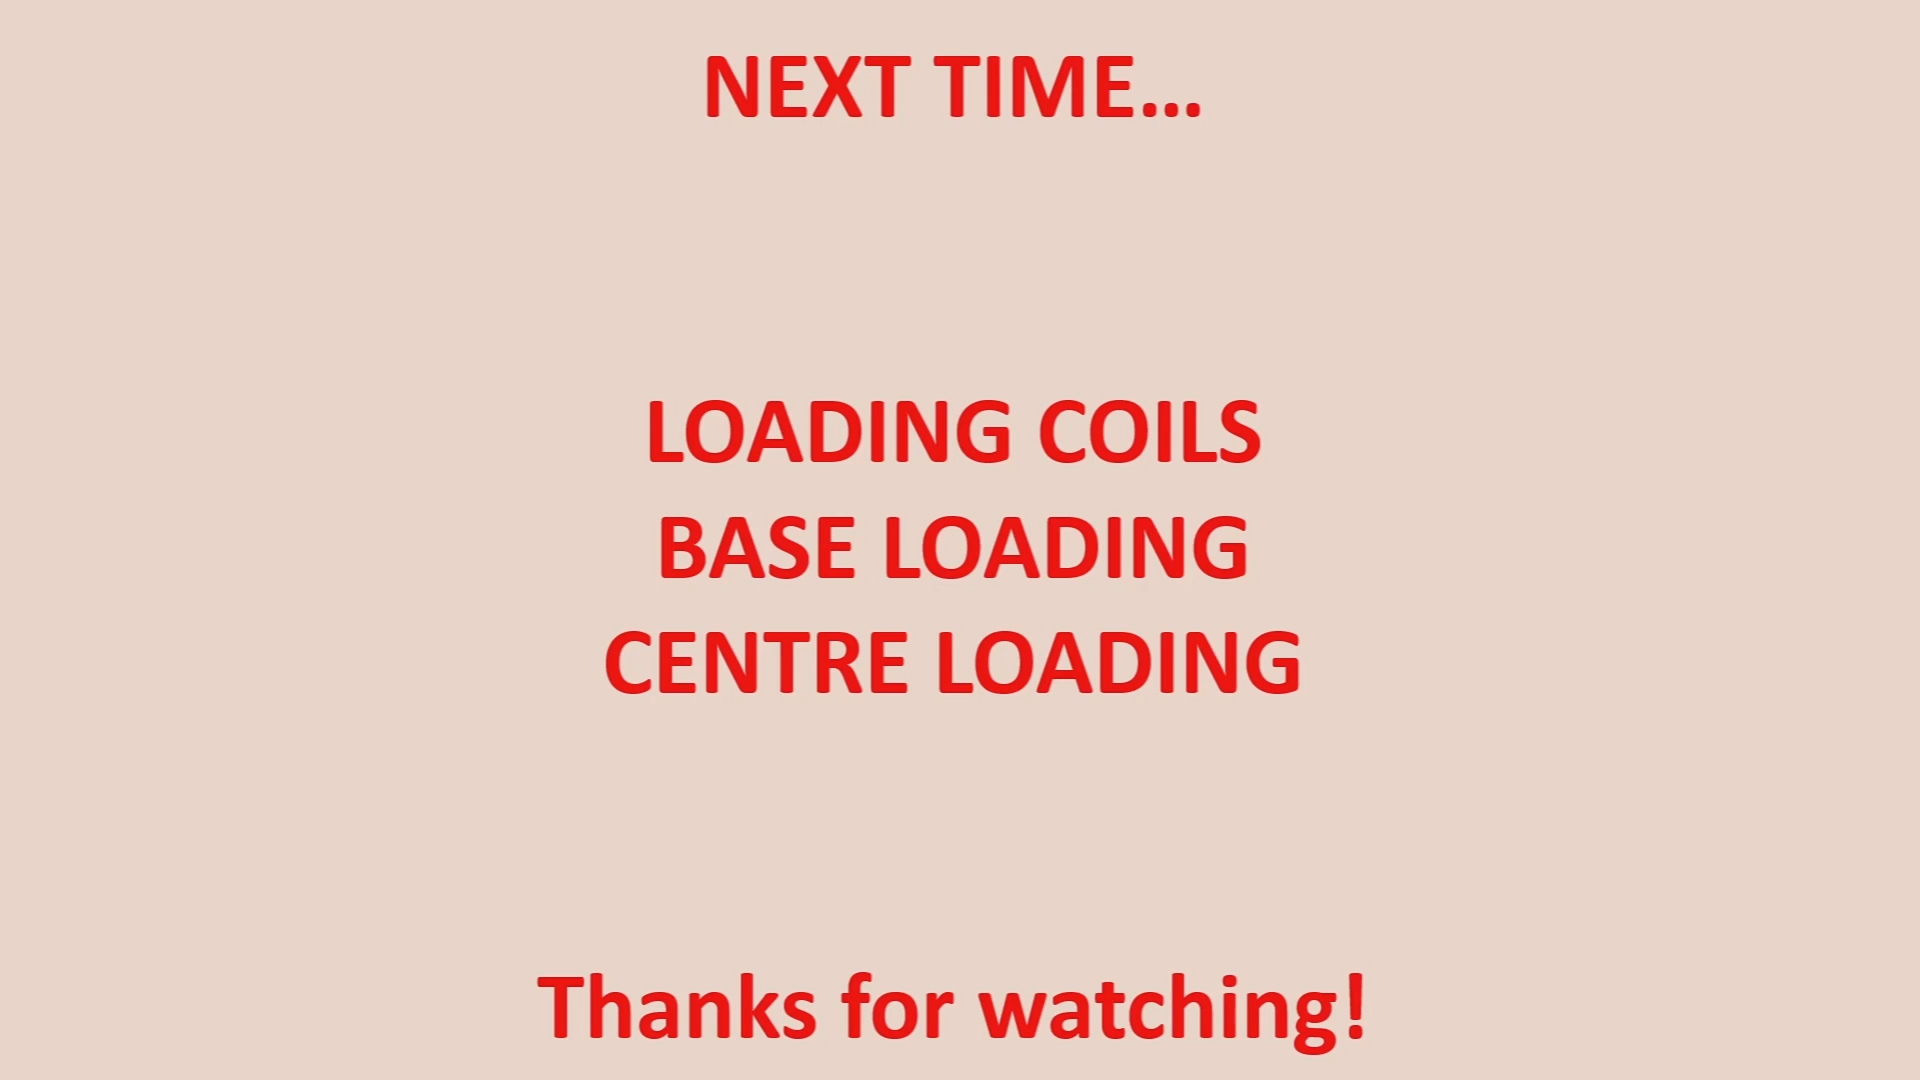 NEXT TIME...
LOADING COILS
BASE LOADING
CENTRE LOADING
Thanks for watching!